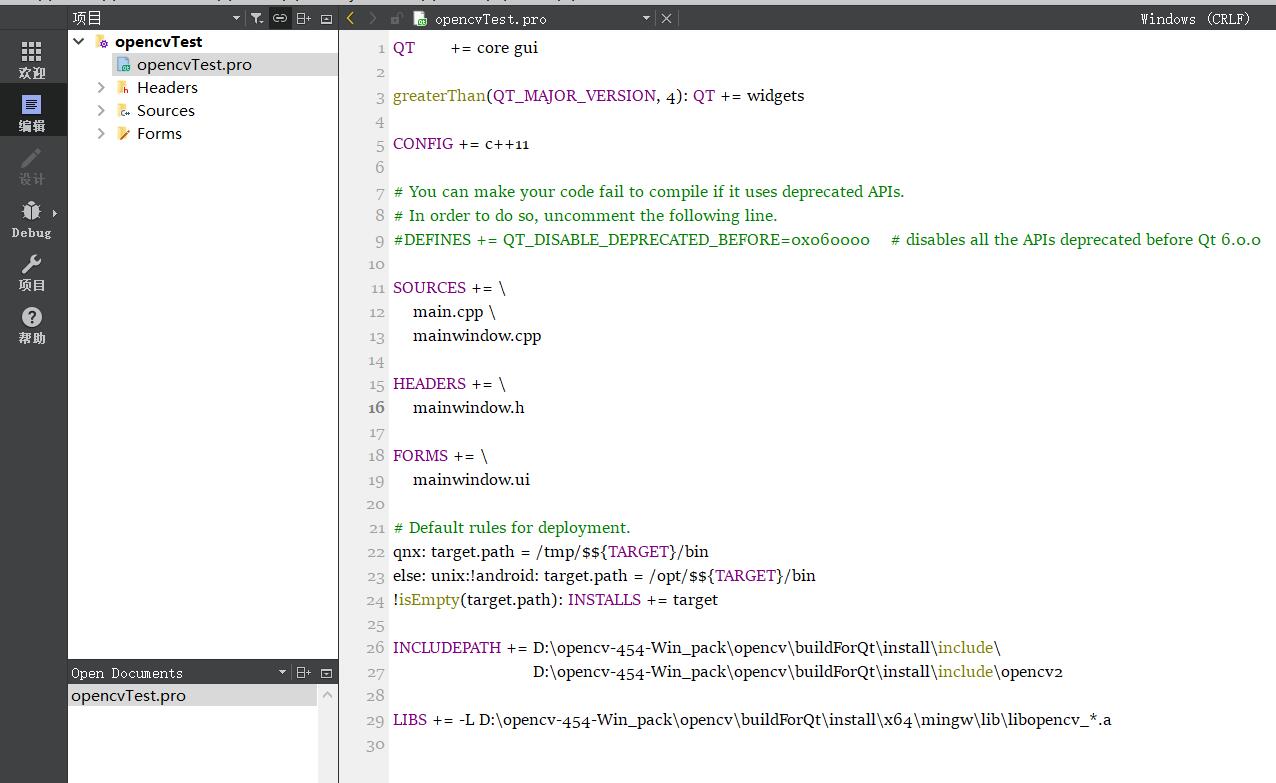 项目
opencvTest.pro
Windows (CRLF)
欢迎
编辑
设计
Debug
项目
帮助
opencvTest
opencvTest.pro
Headers
Sources
Forms
Open Documents
opencvTest.pro
1 QT += core gui
2
3 greaterThan(QT_MAJOR_VERSION, 4): QT += widgets
4
5 CONFIG += c++11
6
7 # You can make your code fail to compile if it uses deprecated APIs.
8 # In order to do so, uncomment the following line.
9 #DEFINES += QT_DISABLE_DEPRECATED_BEFORE=0x060000 # disables all the APIs deprecated before Qt 6.0.0
10
11 SOURCES += \
12 main.cpp \
13 mainwindow.cpp
14
15 HEADERS += \
16 mainwindow.h
17
18 FORMS += \
19 mainwindow.ui
20
21 # Default rules for deployment.
22 qnx: target.path = /tmp/$${TARGET}/bin
23 else: unix:!android: target.path = /opt/$${TARGET}/bin
24 !isEmpty(target.path): INSTALLS += target
25
26 INCLUDEPATH += D:\opencv-454-Win_pack\opencv\buildForQt\install\include\
27 D:\opencv-454-Win_pack\opencv\buildForQt\install\include\opencv2
28
29 LIBS += -L D:\opencv-454-Win_pack\opencv\buildForQt\install\x64\mingw\lib\libopencv_*.a
30